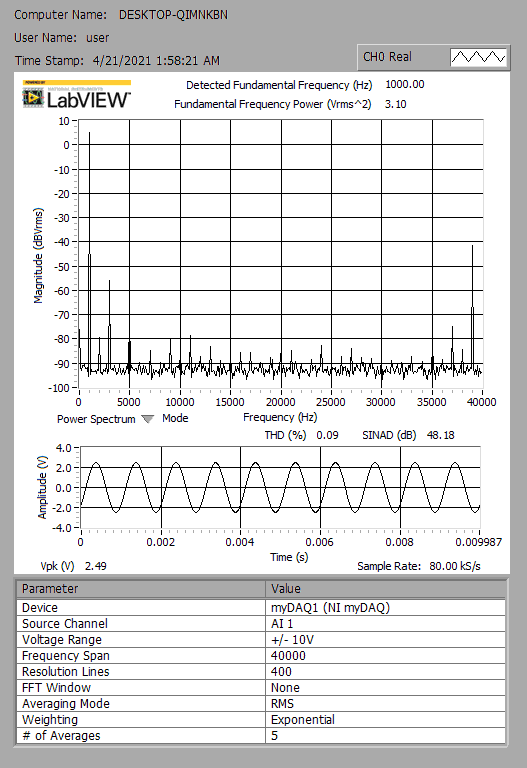 Computer Name: DESKTOP-QIMNKBN
User Name: user
Time Stamp: 4/21/2021 1:58:21 AM
CH0 Real
LabVIEW™
Detected Fundamental Frequency (Hz) 1000.00
Fundamental Frequency Power (Vrms^2) 3.10
Magnitude (dBVrms)
10
0
-10
-20
-30
-40
-50
-60
-70
-80
-90
-100
0 5000 10000 15000 20000 25000 30000 35000 40000
Power Spectrum Mode Frequency (Hz)
THD (%) 0.09 SINAD (dB) 48.18
Amplitude (V)
4.0
2.0
0.0
-2.0
-4.0
0 0.002 0.004 0.006 0.008 0.009987
Time (s)
Vpk (V) 2.49 Sample Rate: 80.00 kS/s
Parameter Value
Device myDAQ1 (NI myDAQ)
Source Channel AI 1
Voltage Range +/- 10V
Frequency Span 40000
Resolution Lines 400
FFT Window None
Averaging Mode RMS
Weighting Exponential
# of Averages 5